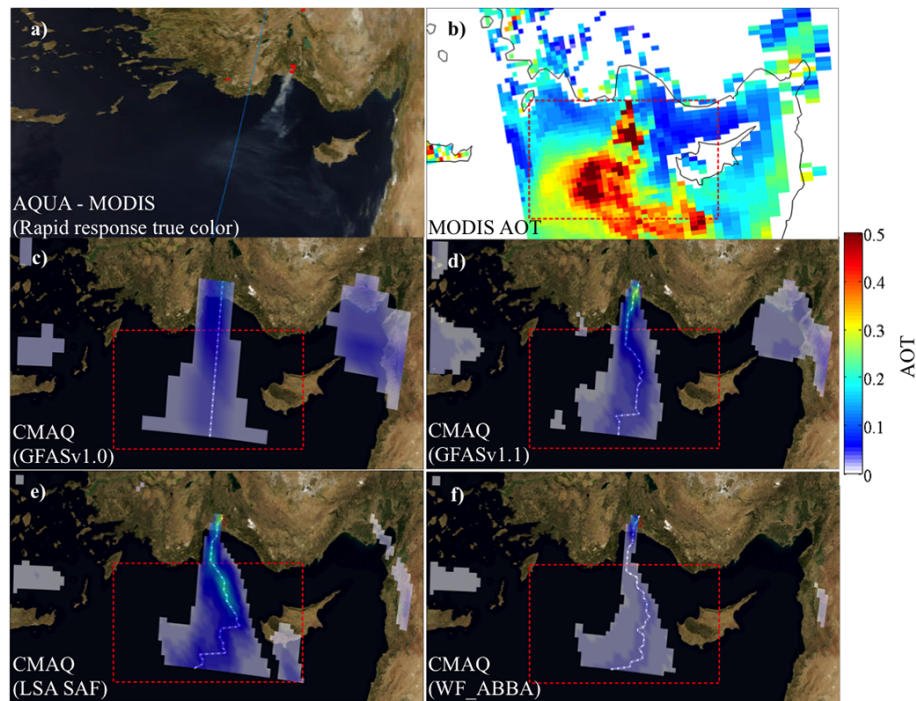 a)
AQUA - MODIS
(Rapid response true color)
b)
MODIS AOT
c)
CMAQ
(GFASv1.0)
d)
CMAQ
(GFASv1.1)
0.5
0.4
0.3
0.2
0.1
0
AOT
e)
CMAQ
(LSA SAF)
f)
CMAQ
(WF_ABBA)